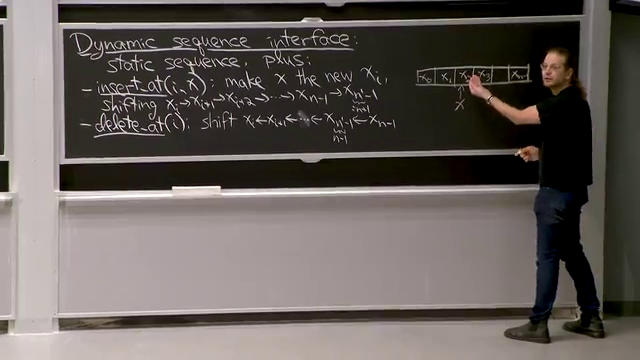 Dynamic sequence interface:
static sequence, plus:
- insert_at(i, x): make x the new xᵢ,
shifting xᵢ→xᵢ₊₁→xᵢ₊₂→⋯→xₙ₋₁→xₙ'₋₁
- delete_at(i): shift xᵢ←xᵢ₊₁←⋯←xₙ'₋₁←xₙ₋₁
n-1
x₀ x₁ x₂ x₃ xₙ₋₁
x